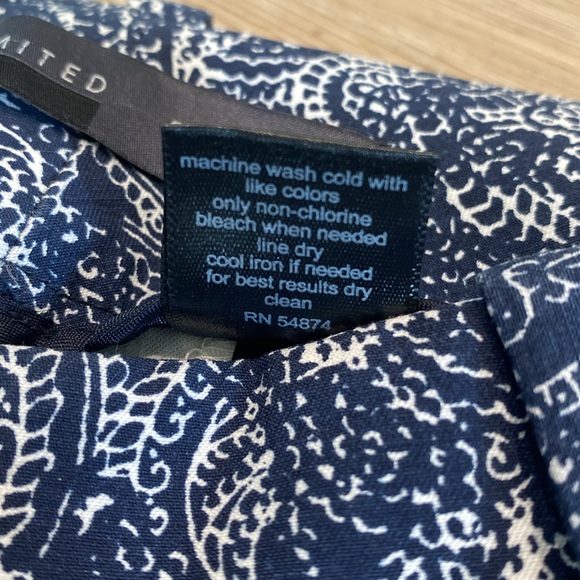 MITED
machine wash cold with
like colors
only non-chlorine
bleach when needed
line dry
cool iron if needed
for best results dry
clean
RN 54874